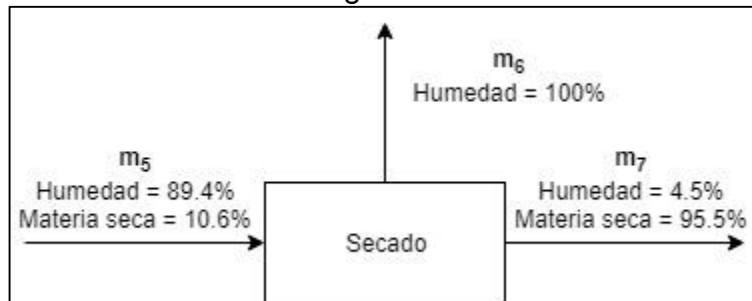 m6
Humedad = 100%
m5
Humedad = 89.4%
Materia seca = 10.6%
m7
Humedad = 4.5%
Materia seca = 95.5%
Secado